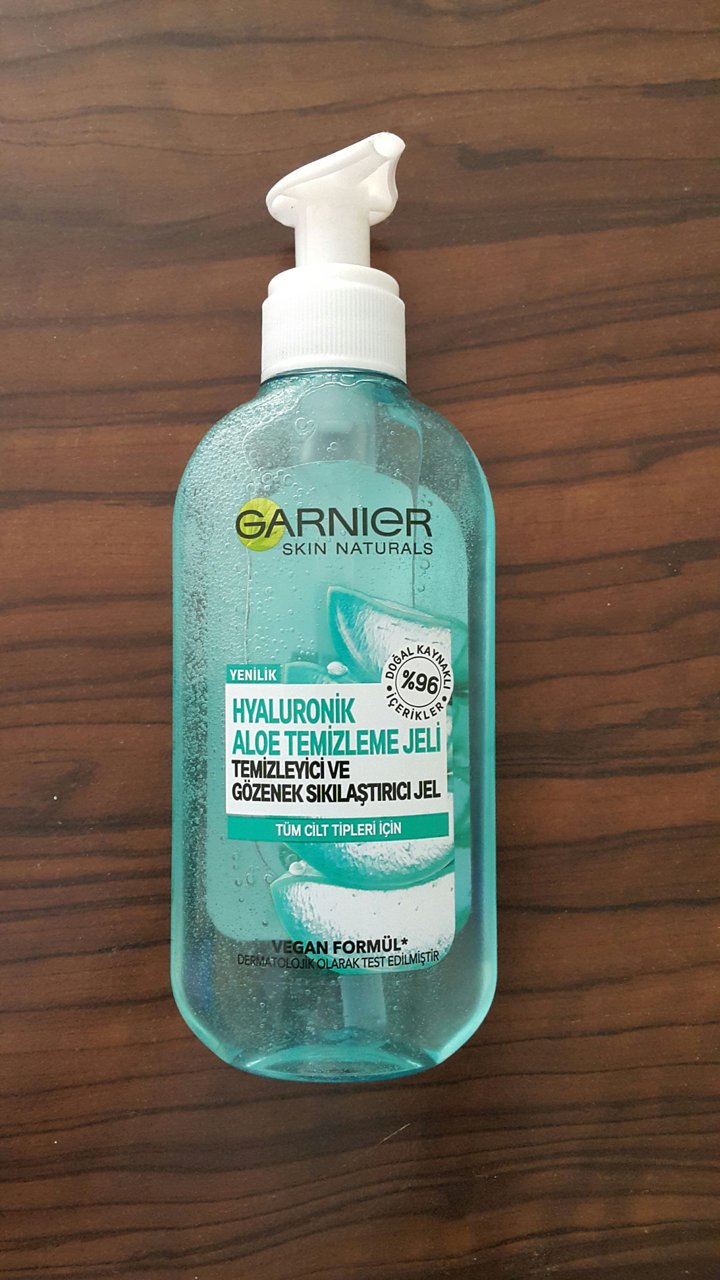 GARNIER
SKIN NATURALS
DOĞAL KAYNAKLI
%96
İÇERİKLER
YENİLİK
HYALURONİK
ALOE TEMİZLEME JELİ
TEMİZLEYİCİ VE
GÖZENEK SIKILAŞTIRICI JEL
TÜM CİLT TİPLERİ İÇİN
VEGAN FORMÜL*
DERMATOLOJİK OLARAK TEST EDİLMİŞTİR